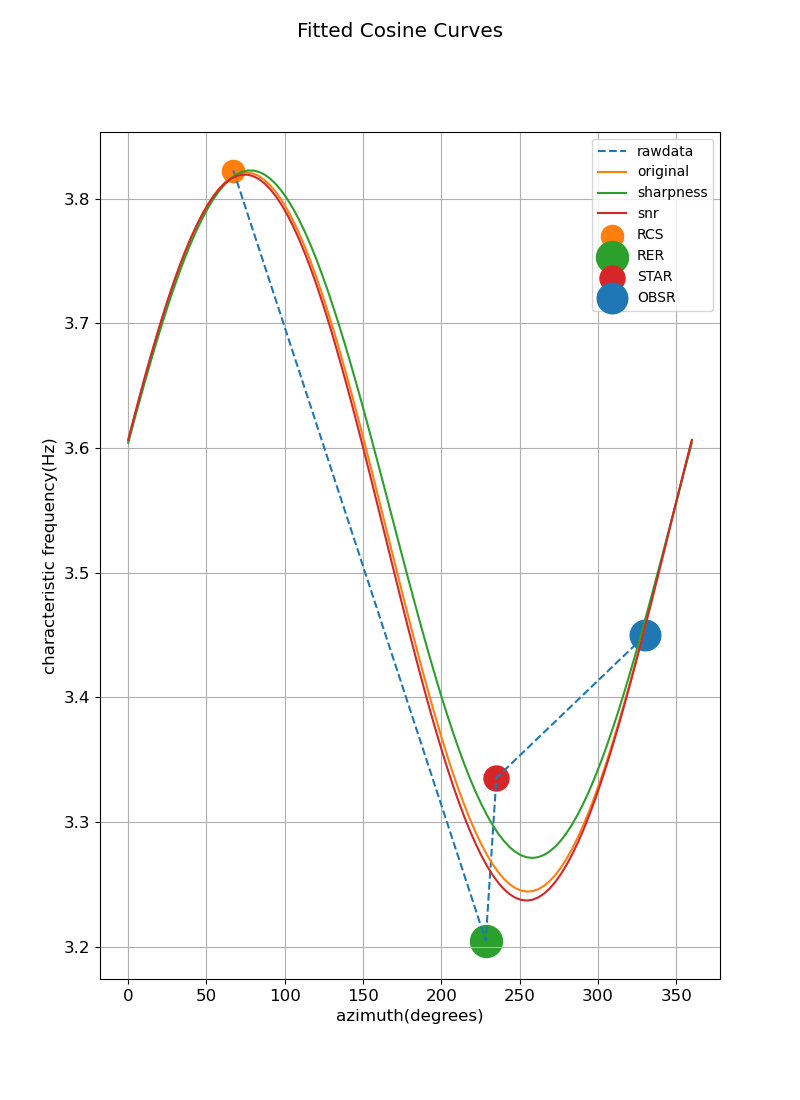 Fitted Cosine Curves
rawdata
original
sharpness
snr
RCS
RER
STAR
OBSR
3.8
3.7
3.6
3.5
3.4
3.3
3.2
characteristic frequency(Hz)
0 50 100 150 200 250 300 350
azimuth(degrees)